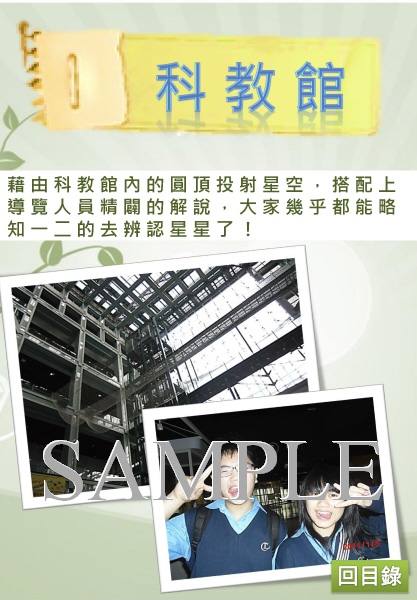 科教館
藉由科教館內的圓頂投射星空，搭配上
導覽人員精闢的解說，大家幾乎都能略
知一二的去辨認星星了！
SAMPLE
回目錄